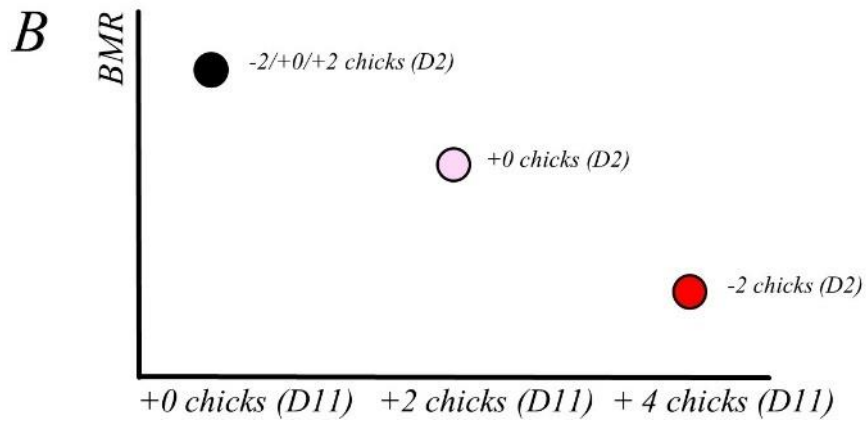 B
BMR
-2/+0/+2 chicks (D2)
+0 chicks (D2)
-2 chicks (D2)
+0 chicks (D11) +2 chicks (D11) + 4 chicks (D11)